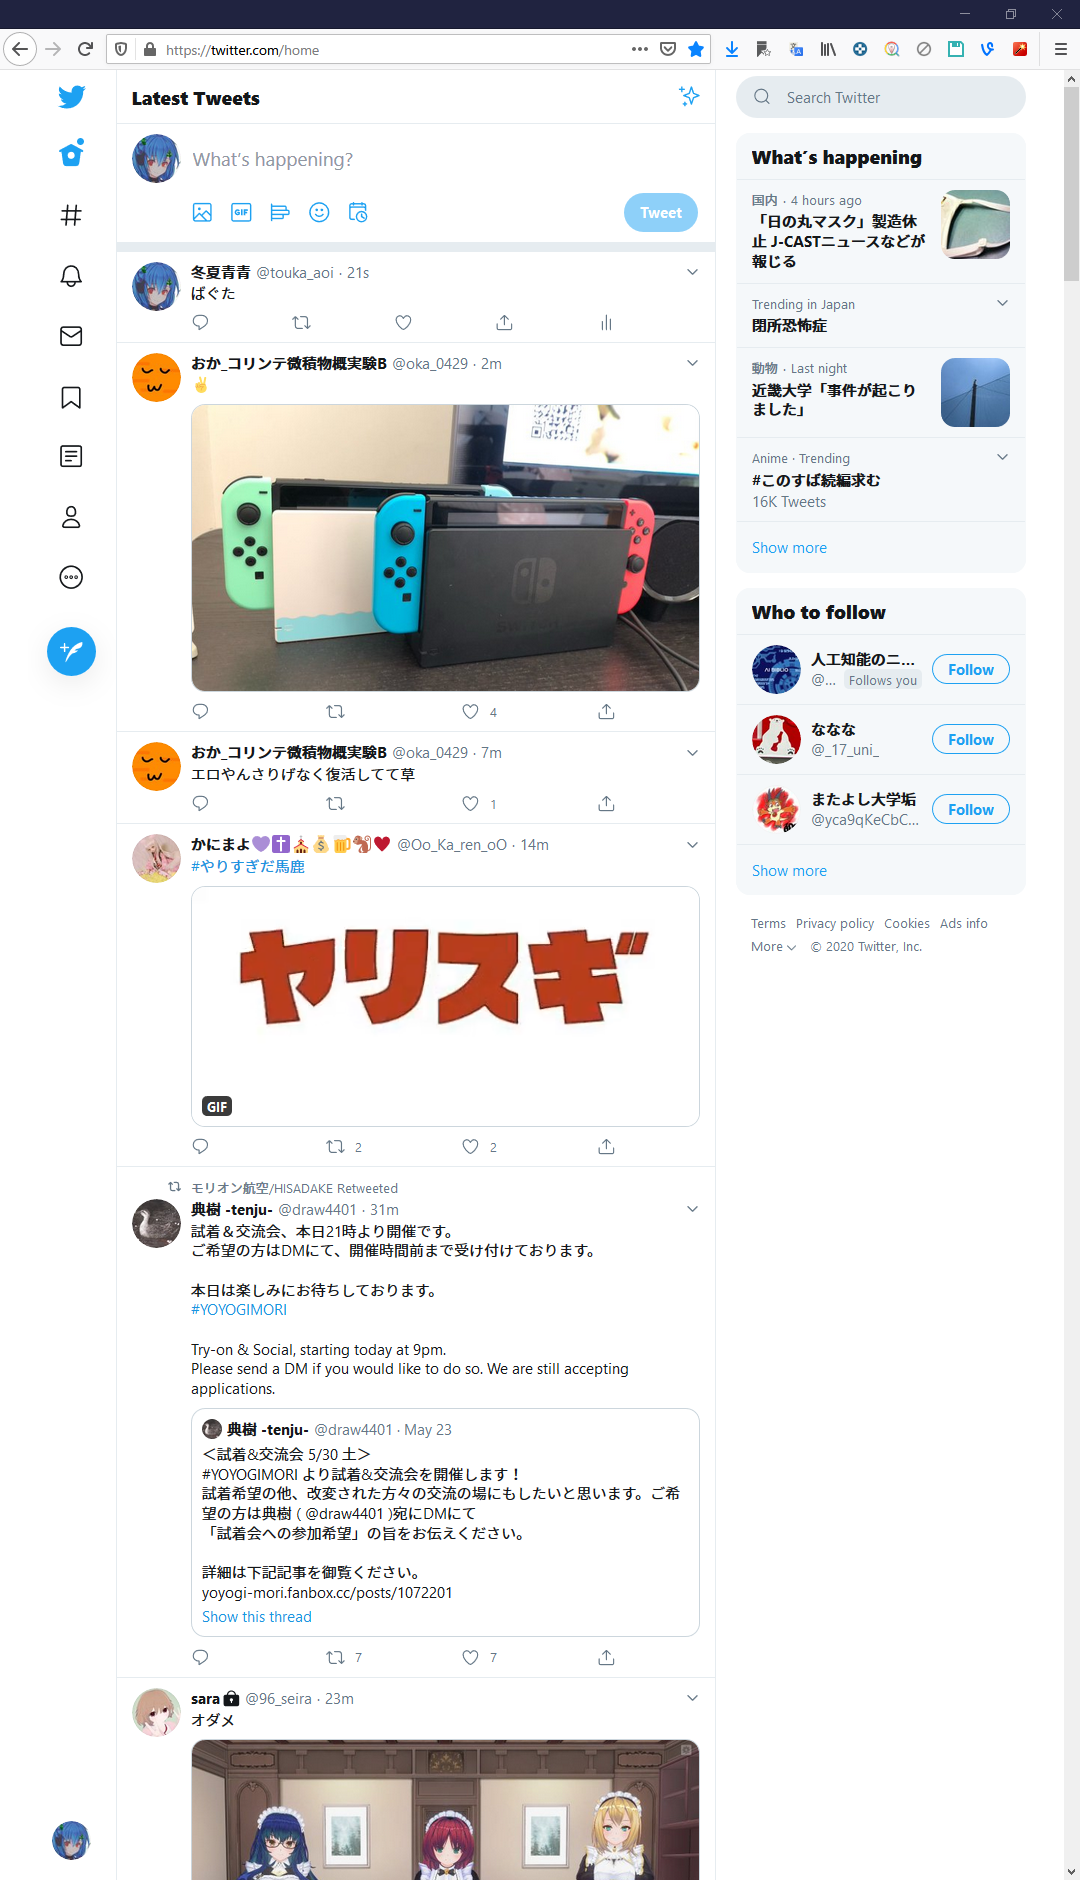 https://twitter.com/home
Latest Tweets
What's happening?
GIF
Tweet
冬夏青青 @touka_aoi · 21s
ばぐた
おか_コリンテ微積物概実験B @oka_0429 · 2m
✌
4
おか_コリンテ微積物概実験B @oka_0429 · 7m
エロやんさりげなく復活してて草
1
かにまよ💜✝️⛪💰🍺🐿♥ @Oo_Ka_ren_oO · 14m
#やりすぎだ馬鹿
ヤリスギ
GIF
2 2
モリオン航空/HISADAKE Retweeted
典樹 -tenju- @draw4401 · 31m
試着＆交流会、本日21時より開催です。
ご希望の方はDMにて、開催時間前まで受け付けております。
本日は楽しみにお待ちしております。
#YOYOGIMORI
Try-on & Social, starting today at 9pm.
Please send a DM if you would like to do so. We are still accepting
applications.
典樹 -tenju- @draw4401 · May 23
＜試着&交流会 5/30 土＞
#YOYOGIMORI より試着&交流会を開催します！
試着希望の他、改変された方々の交流の場にもしたいと思います。ご希
望の方は典樹 ( @draw4401 )宛にDMにて
「試着会への参加希望」の旨をお伝えください。
詳細は下記記事を御覧ください。
yoyogi-mori.fanbox.cc/posts/1072201
Show this thread
7 7
sara🔒 @96_seira · 23m
オダメ
Search Twitter
What's happening
国内 · 4 hours ago
「日の丸マスク」製造休
止 J-CASTニュースなどが
報じる
Trending in Japan
閉所恐怖症
動物 · Last night
近畿大学「事件が起こり
ました」
Anime · Trending
#このすば続編求む
16K Tweets
Show more
Who to follow
人工知能のニ...
@... Follows you
Follow
ななな
@_17_uni_
Follow
またよし大学垢
@yca9qKeCbC...
Follow
Show more
Terms Privacy policy Cookies Ads info
More © 2020 Twitter, Inc.